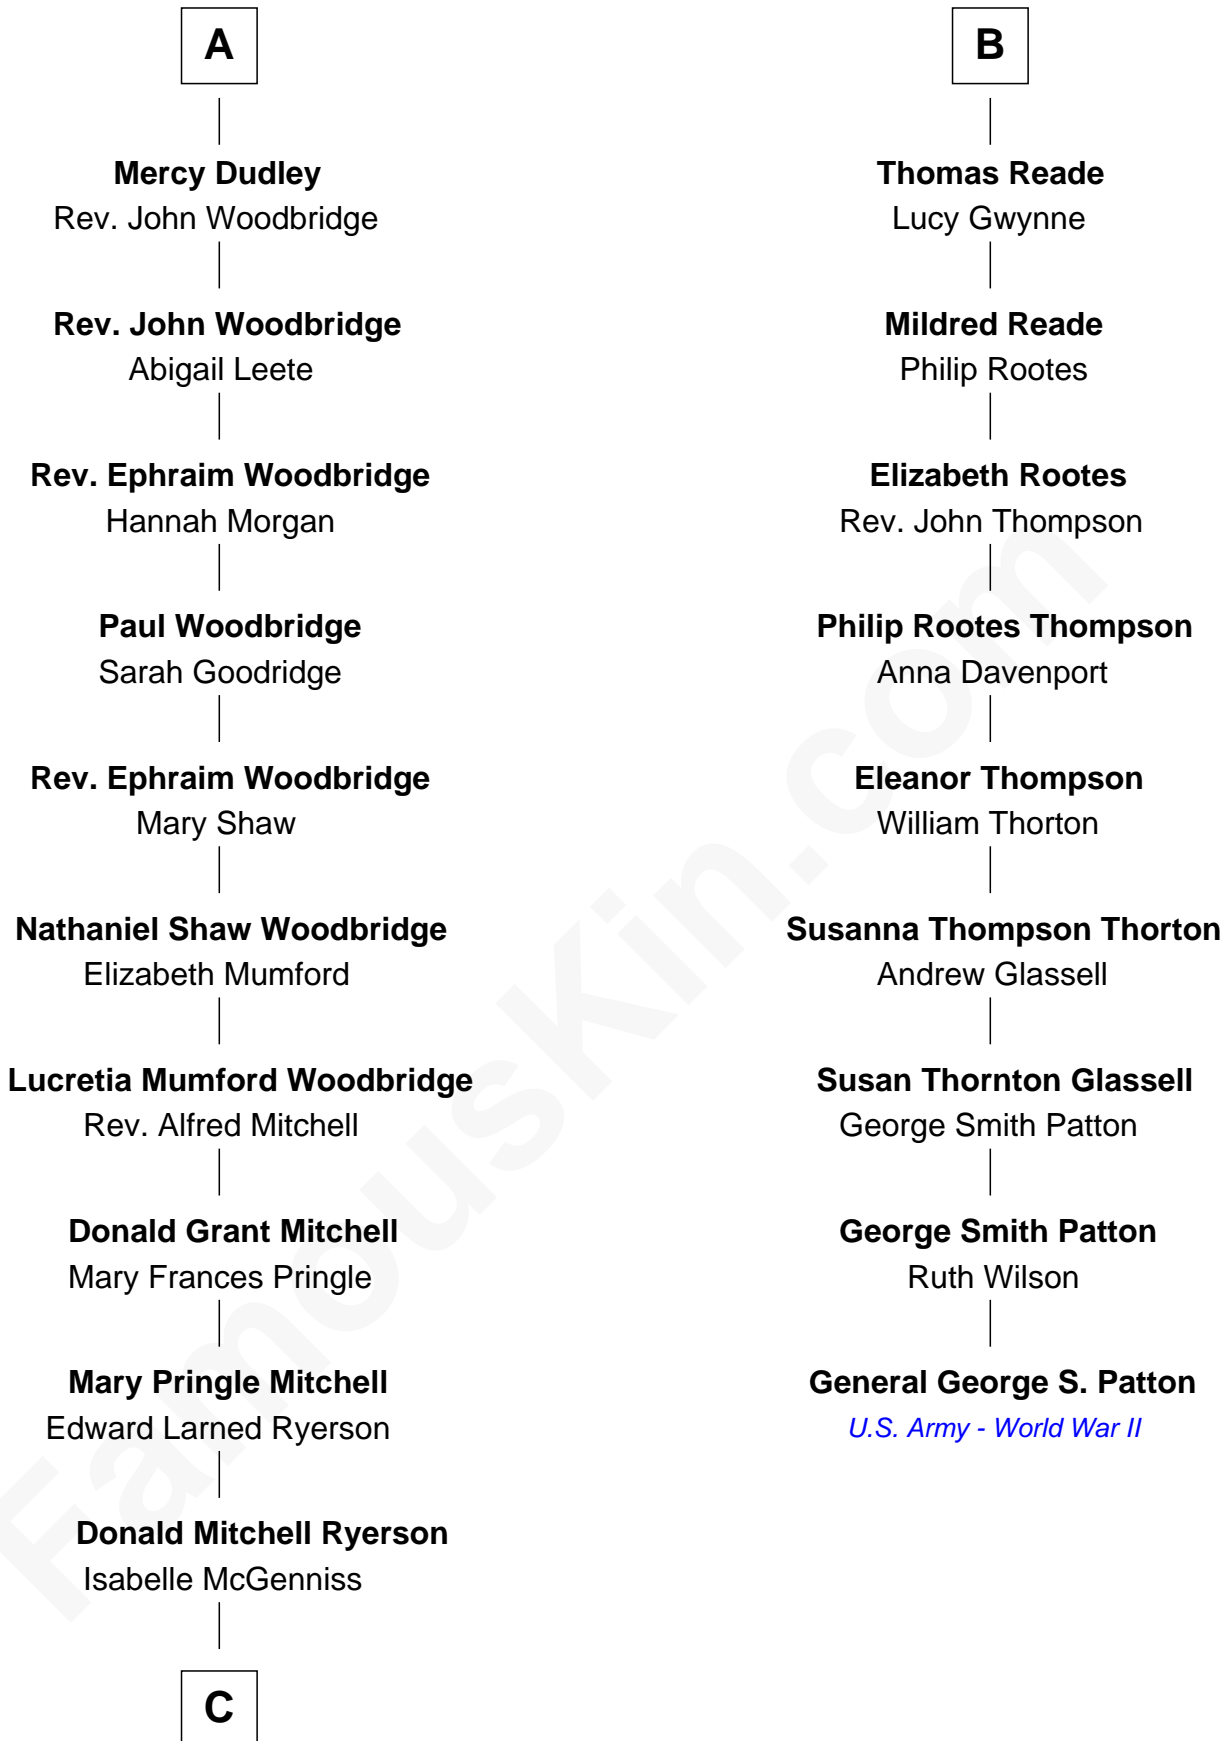 A
Mercy Dudley
Rev. John Woodbridge
Rev. John Woodbridge
Abigail Leete
Rev. Ephraim Woodbridge
Hannah Morgan
Paul Woodbridge
Sarah Goodridge
Rev. Ephraim Woodbridge
Mary Shaw
Nathaniel Shaw Woodbridge
Elizabeth Mumford
Lucretia Mumford Woodbridge
Rev. Alfred Mitchell
Donald Grant Mitchell
Mary Frances Pringle
Mary Pringle Mitchell
Edward Larned Ryerson
Donald Mitchell Ryerson
Isabelle McGenniss
C
B
Thomas Reade
Lucy Gwynne
Mildred Reade
Philip Rootes
Elizabeth Rootes
Rev. John Thompson
Philip Rootes Thompson
Anna Davenport
Eleanor Thompson
William Thorton
Susanna Thompson Thorton
Andrew Glassell
Susan Thornton Glassell
George Smith Patton
George Smith Patton
Ruth Wilson
General George S. Patton
U.S. Army - World War II
FamousKin.com